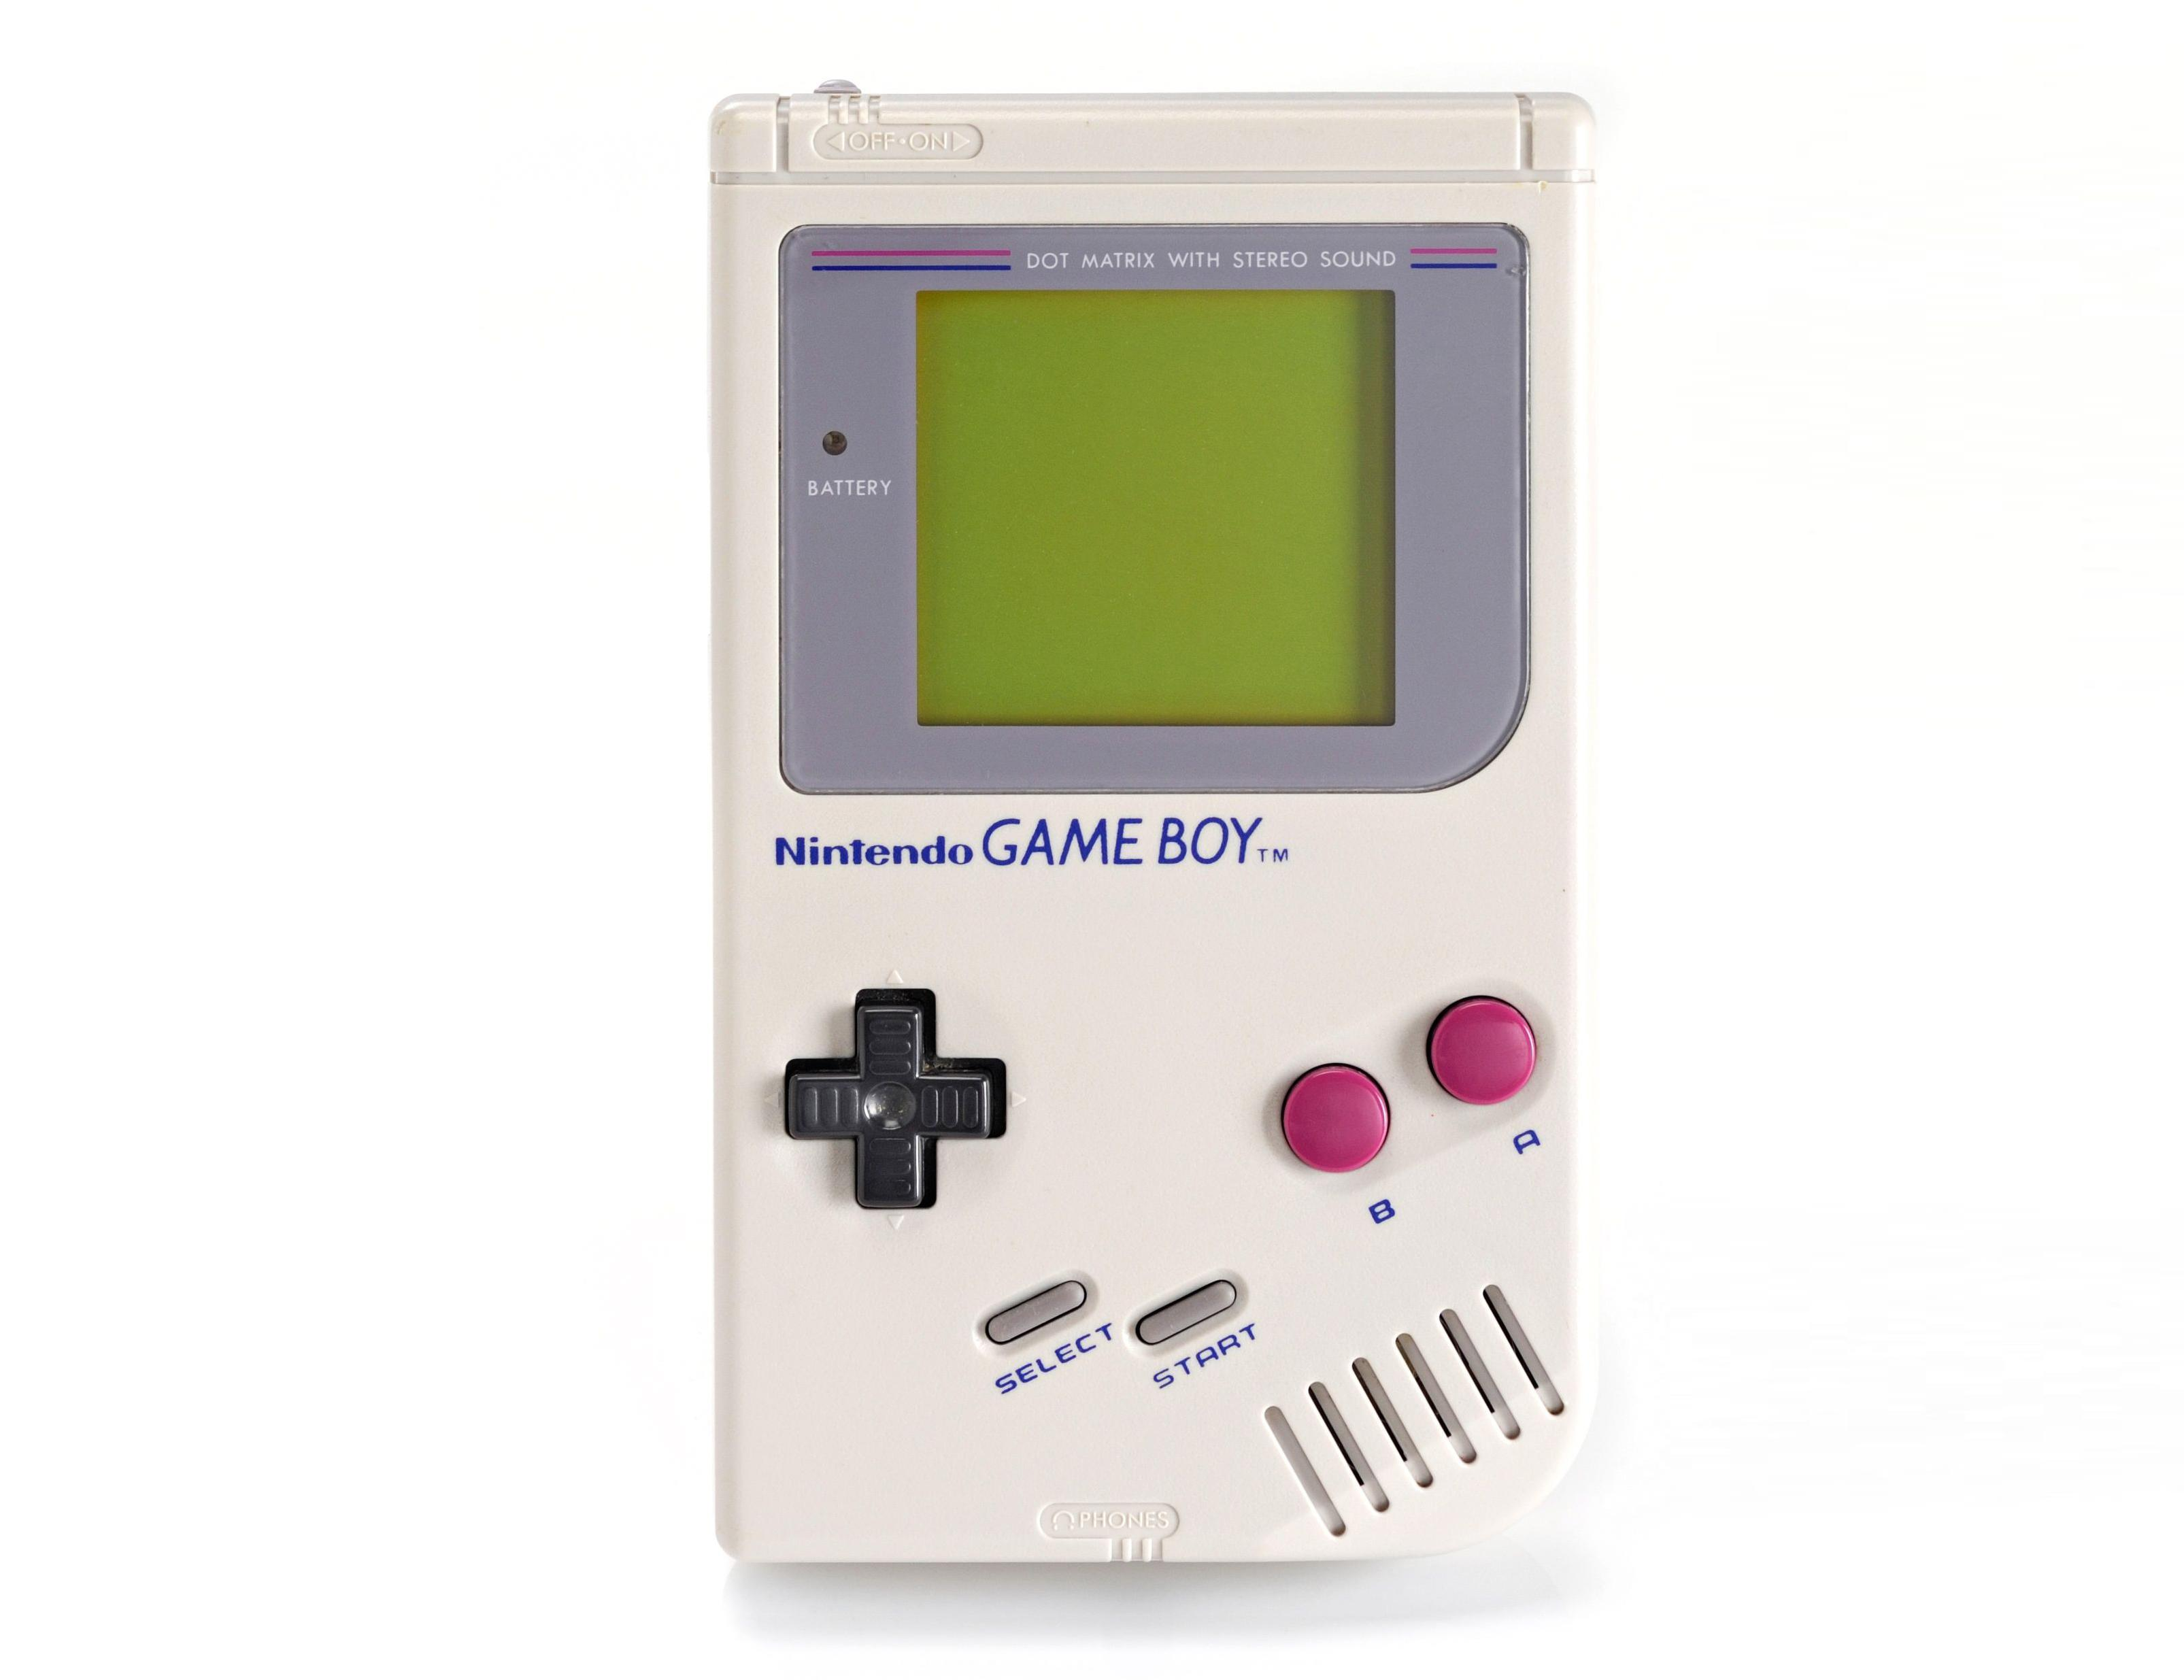 OFF•ON
DOT MATRIX WITH STEREO SOUND
BATTERY
Nintendo GAME BOY™
A
B
SELECT
START
PHONES